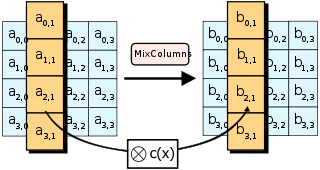 a0,1 b0,1
a0,0 a0,2 a0,3 MixColumns b0,0 b0,2 b0,3
a1,1 b1,1
a1,0 a1,2 a1,3 b1,0 b1,2 b1,3
a2,0 a2,1 a2,2 a2,3 b2,0 b2,1 b2,2 b2,3
a3,0 a3,2 a3,3 b3,0 b3,2 b3,3
a3,1 b3,1
⊗ c(x)